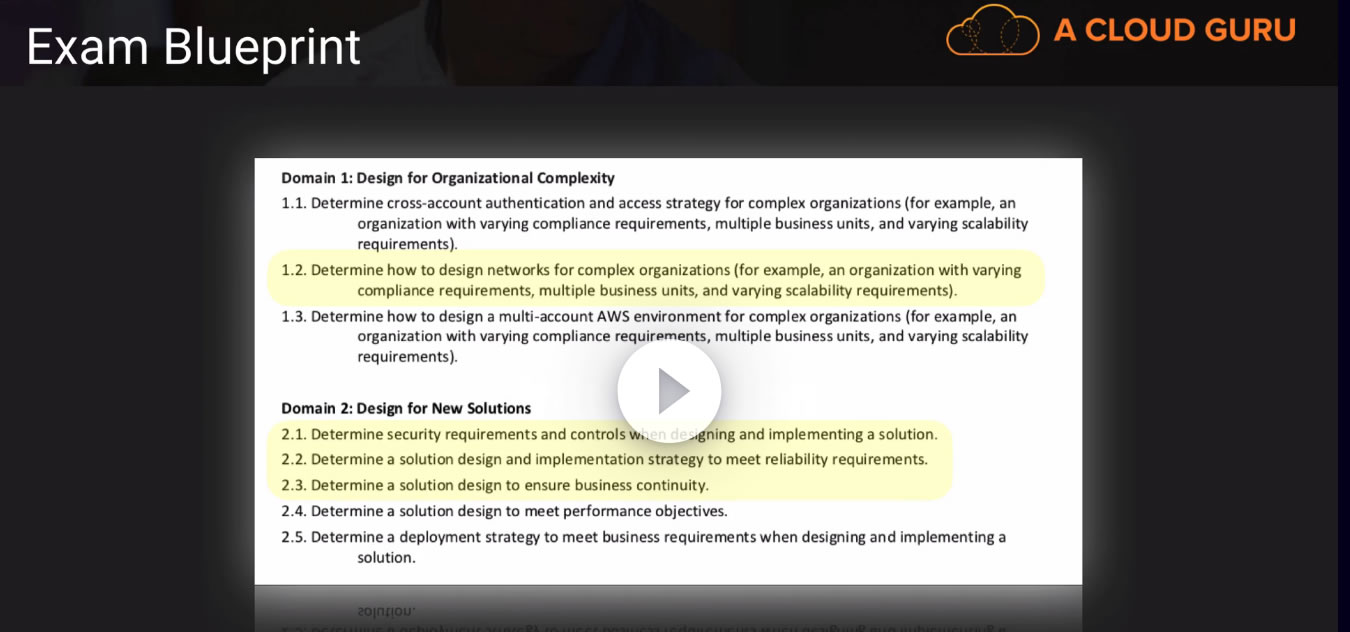 Exam Blueprint
A CLOUD GURU
Domain 1: Design for Organizational Complexity
1.1. Determine cross-account authentication and access strategy for complex organizations (for example, an
organization with varying compliance requirements, multiple business units, and varying scalability
requirements).
1.2. Determine how to design networks for complex organizations (for example, an organization with varying
compliance requirements, multiple business units, and varying scalability requirements).
1.3. Determine how to design a multi-account AWS environment for complex organizations (for example, an
organization with varying compliance requirements, multiple business units, and varying scalability
requirements).
Domain 2: Design for New Solutions
2.1. Determine security requirements and controls when designing and implementing a solution.
2.2. Determine a solution design and implementation strategy to meet reliability requirements.
2.3. Determine a solution design to ensure business continuity.
2.4. Determine a solution design to meet performance objectives.
2.5. Determine a deployment strategy to meet business requirements when designing and implementing a
solution.